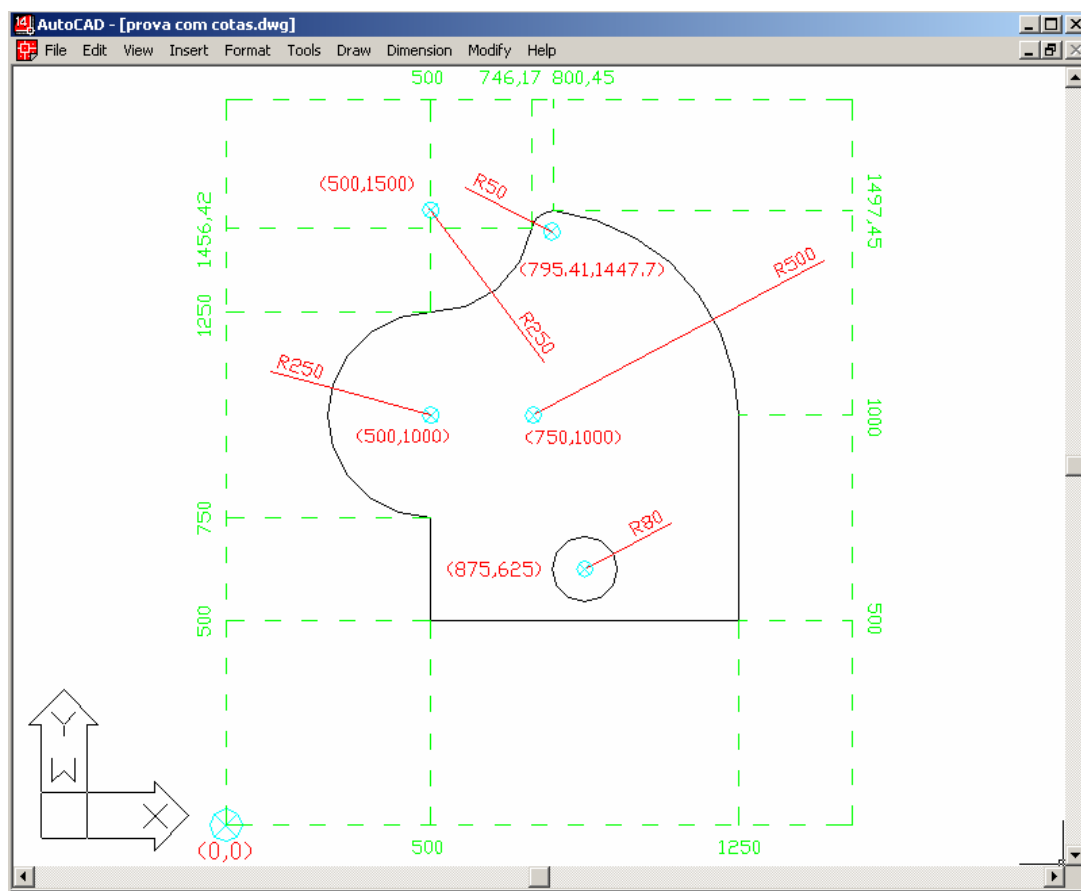 AutoCAD - [prova com cotas.dwg]
File Edit View Insert Format Tools Draw Dimension Modify Help
500 746,17 800,45
(500,1500)
R50
1456,42
1497,45
(795.41,1447.7)
R500
1250
R250
R250
(500,1000)
(750,1000)
1000
750
R80
(875,625)
500
500
Y
W
X
(0,0)
500
1250